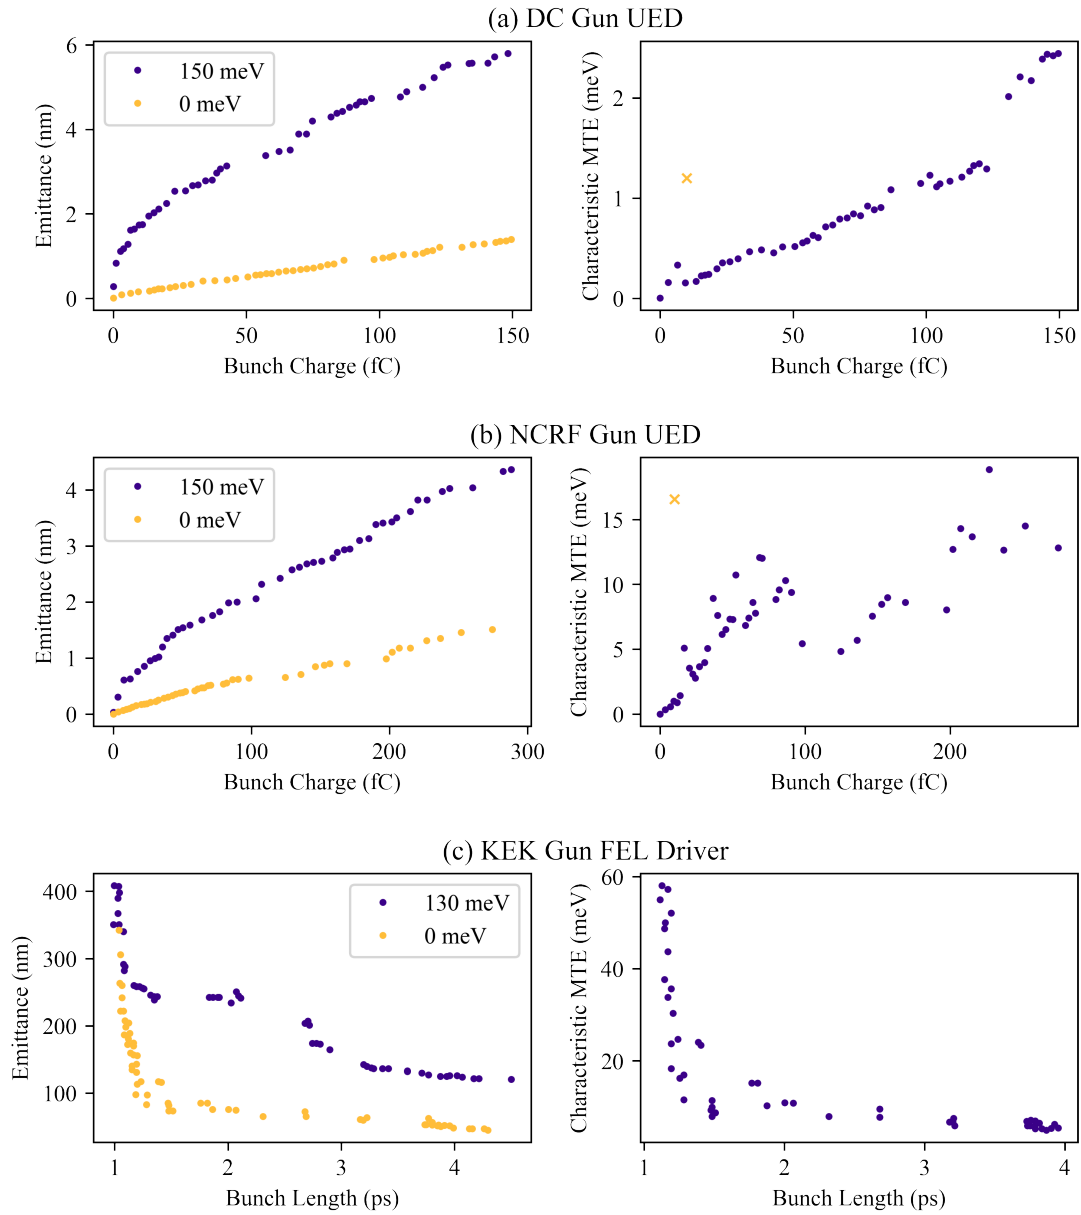 (a) DC Gun UED
Emittance (nm)
6
4
2
0
150 meV
0 meV
0
50
100
150
Bunch Charge (fC)
Characteristic MTE (meV)
2
1
0
0
50
100
150
Bunch Charge (fC)
(b) NCRF Gun UED
Emittance (nm)
4
3
2
1
0
150 meV
0 meV
0
100
200
300
Bunch Charge (fC)
Characteristic MTE (meV)
15
10
5
0
0
100
200
Bunch Charge (fC)
(c) KEK Gun FEL Driver
Emittance (nm)
400
300
200
100
130 meV
0 meV
1
2
3
4
Bunch Length (ps)
Characteristic MTE (meV)
60
40
20
1
2
3
4
Bunch Length (ps)